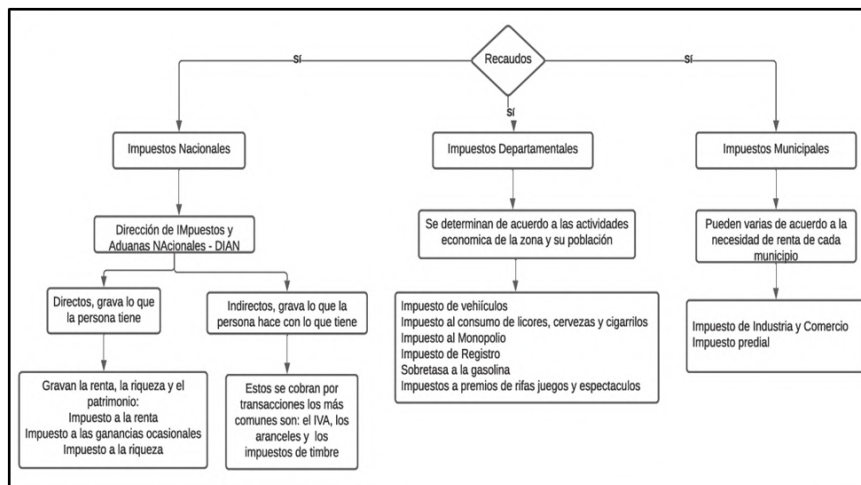 Recaudos
SÍ
SÍ
SÍ
Impuestos Nacionales
Impuestos Departamentales
Impuestos Municipales
Dirección de IMpuestos y
Aduanas NAcionales - DIAN
Se determinan de acuerdo a las actividades
economica de la zona y su población
Pueden varias de acuerdo a la
necesidad de renta de cada
municipio
Directos, grava lo que
la persona tiene
Indirectos, grava lo que la
persona hace con lo que tiene
Impuesto de vehiículos
Impuesto al consumo de licores, cervezas y cigarrilos
Impuesto al Monopolio
Impuesto de Registro
Sobretasa a la gasolina
Impuestos a premios de rifas juegos y espectaculos
Impuesto de Industria y Comercio
Impuesto predial
Gravan la renta, la riqueza y el
patrimonio:
Impuesto a la renta
Impuesto a las ganancias ocasionales
Impuesto a la riqueza
Estos se cobran por
transacciones los más
comunes son: el IVA, los
aranceles y los
impuestos de timbre